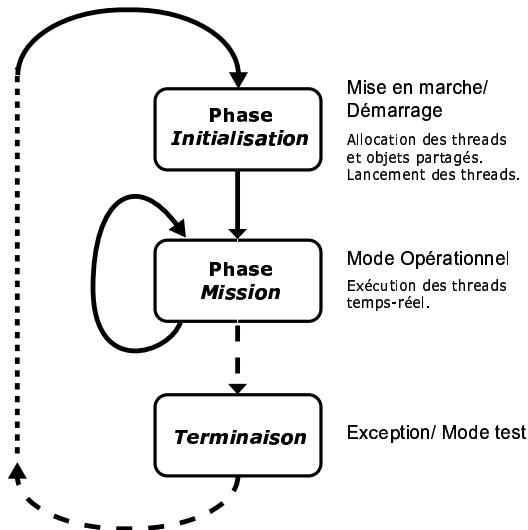 Phase
Initialisation
Mise en marche/
Démarrage
Allocation des threads
et objets partagés.
Lancement des threads.
Phase
Mission
Mode Opérationnel
Exécution des threads
temps-réel.
Terminaison
Exception/ Mode test